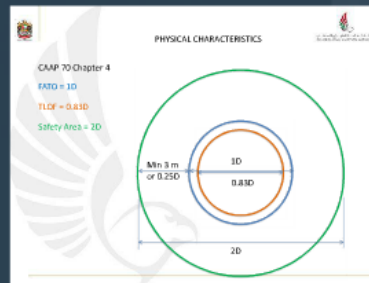 PHYSICAL CHARACTERISTICS
CAAP 70 Chapter 4
FATO = 1D
TLOF = 0.83D
Safety Area = 2D
Min 3 m
or 0.25D
1D
0.83D
2D